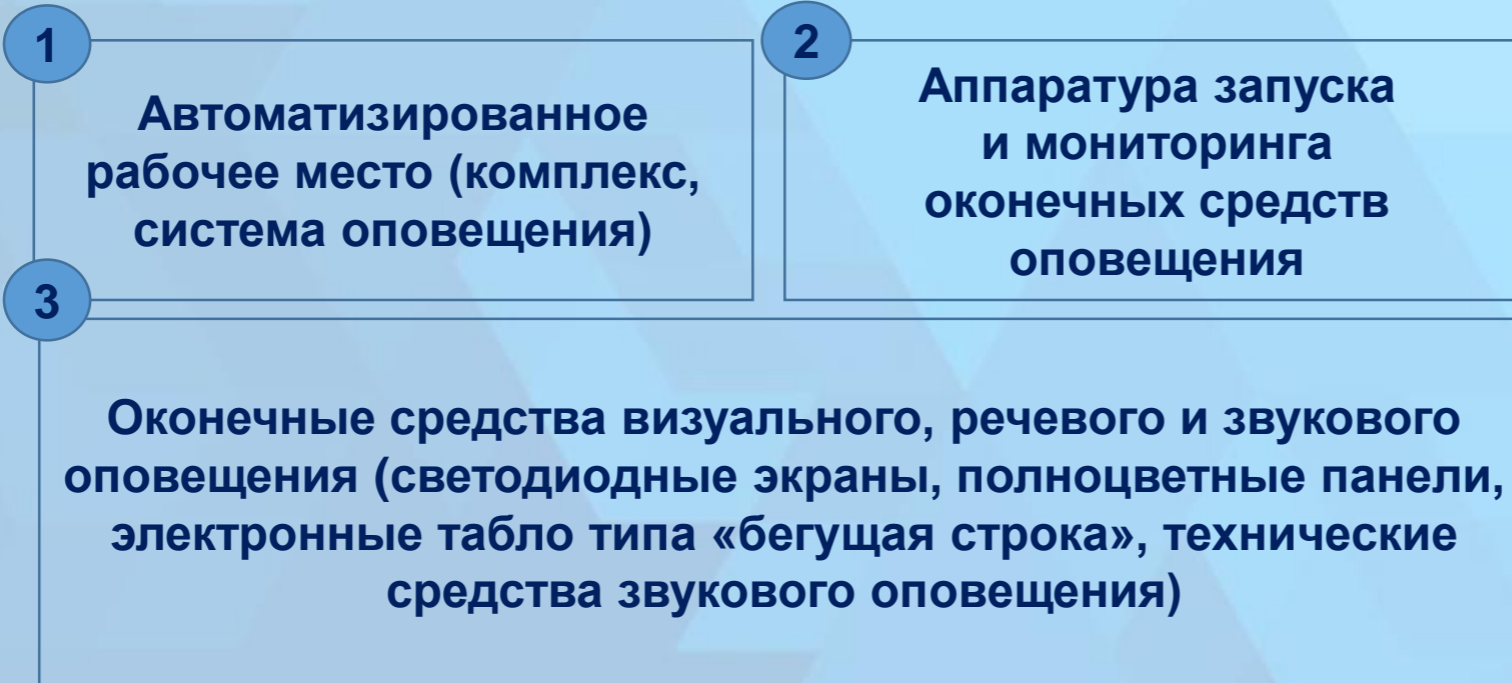 1
Автоматизированное
рабочее место (комплекс,
система оповещения)
2
Аппаратура запуска
и мониторинга
оконечных средств
оповещения
3
Оконечные средства визуального, речевого и звукового
оповещения (светодиодные экраны, полноцветные панели,
электронные табло типа «бегущая строка», технические
средства звукового оповещения)